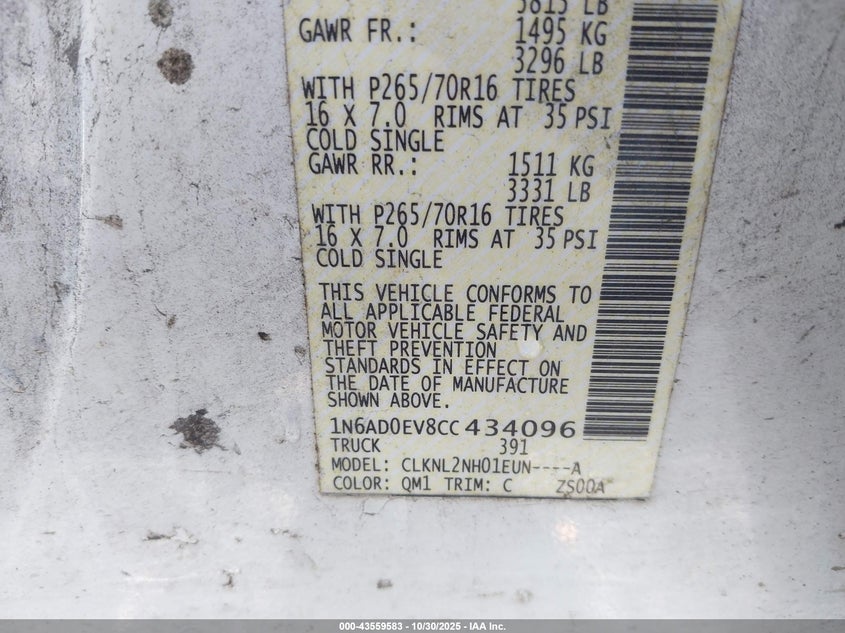 5815 LB
GAWR FR.: 1495 KG
3296 LB
WITH P265/70R16 TIRES
16 X 7.0 RIMS AT 35 PSI
COLD SINGLE
GAWR RR.: 1511 KG
3331 LB
WITH P265/70R16 TIRES
16 X 7.0 RIMS AT 35 PSI
COLD SINGLE
THIS VEHICLE CONFORMS TO
ALL APPLICABLE FEDERAL
MOTOR VEHICLE SAFETY AND
THEFT PREVENTION
STANDARDS IN EFFECT ON
THE DATE OF MANUFACTURE
SHOWN ABOVE.
1N6AD0EV8CC434096
TRUCK 391
MODEL: CLKNL2NH01EUN----A
COLOR: QM1 TRIM: C ZS00A*
000-43559583 - 10/30/2025 - IAA Inc.